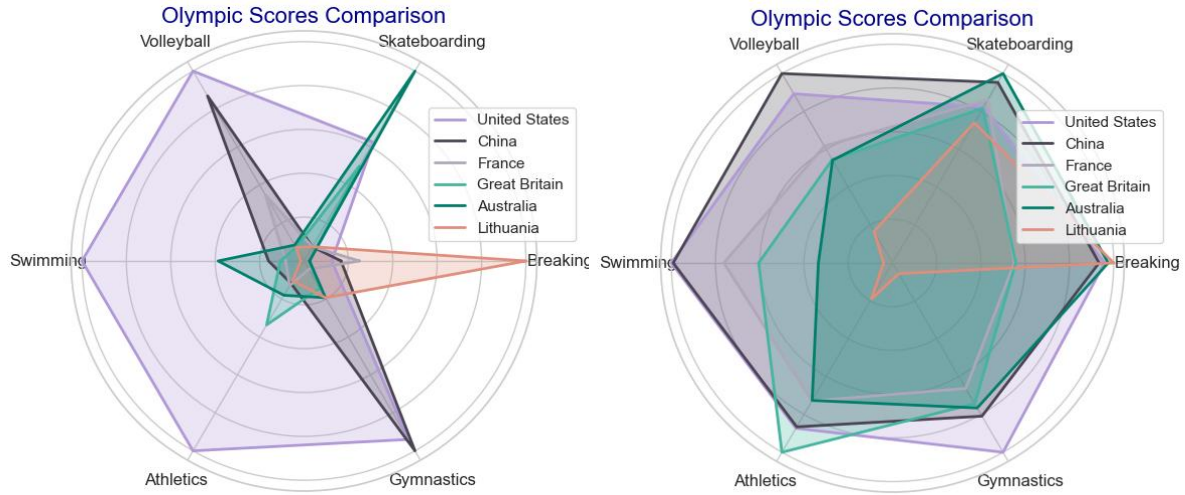 Olympic Scores Comparison
Volleyball
Skateboarding
United States
China
France
Great Britain
Australia
Lithuania
Swimming
Breaking
Athletics
Gymnastics
Olympic Scores Comparison
Volleyball
Skateboarding
United States
China
France
Great Britain
Australia
Lithuania
Swimming
Breaking
Athletics
Gymnastics